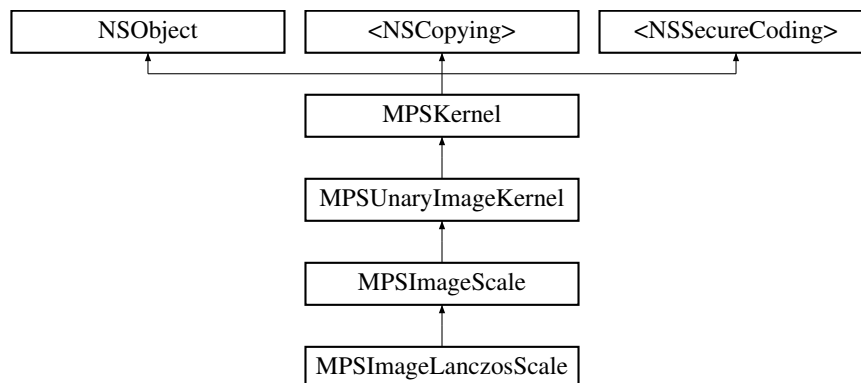 NSObject
<NSCopying>
<NSSecureCoding>
MPSKernel
MPSUnaryImageKernel
MPSImageScale
MPSImageLanczosScale